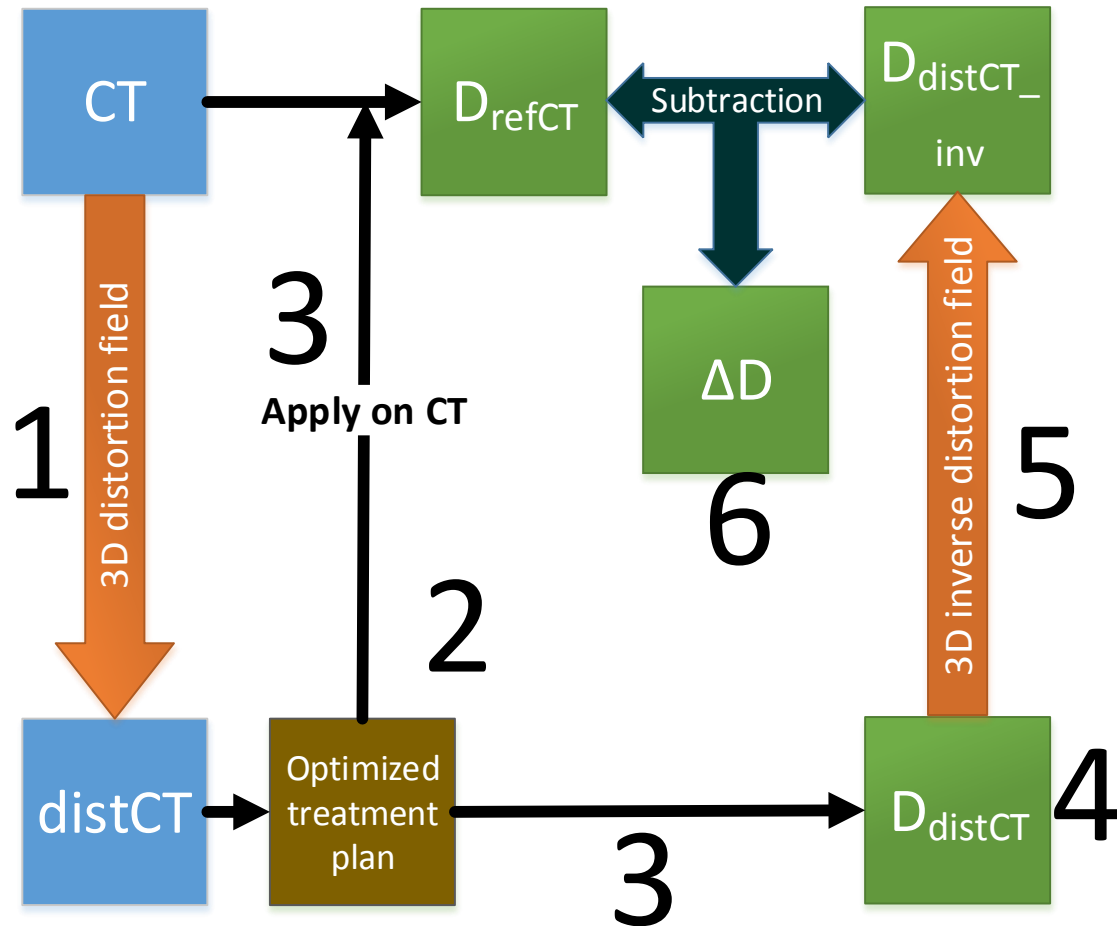 CT
D_refCT
Subtraction
D_distCT_
inv
3D distortion field
1
3
Apply on CT
ΔD
6
3D inverse distortion field
5
2
distCT
Optimized
treatment
plan
3
D_distCT
4